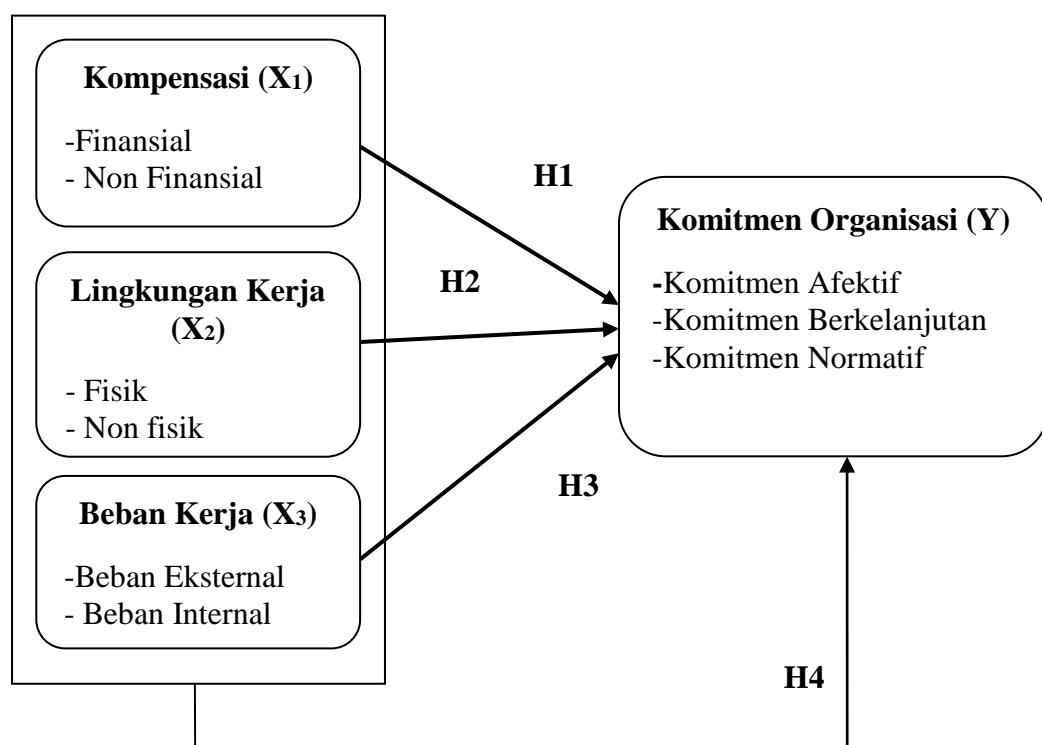 Kompensasi (X₁)
-Finansial
- Non Finansial
H1
Lingkungan Kerja
(X₂)
- Fisik
- Non fisik
H2
Komitmen Organisasi (Y)
-Komitmen Afektif
-Komitmen Berkelanjutan
-Komitmen Normatif
Beban Kerja (X₃)
-Beban Eksternal
- Beban Internal
H3
H4